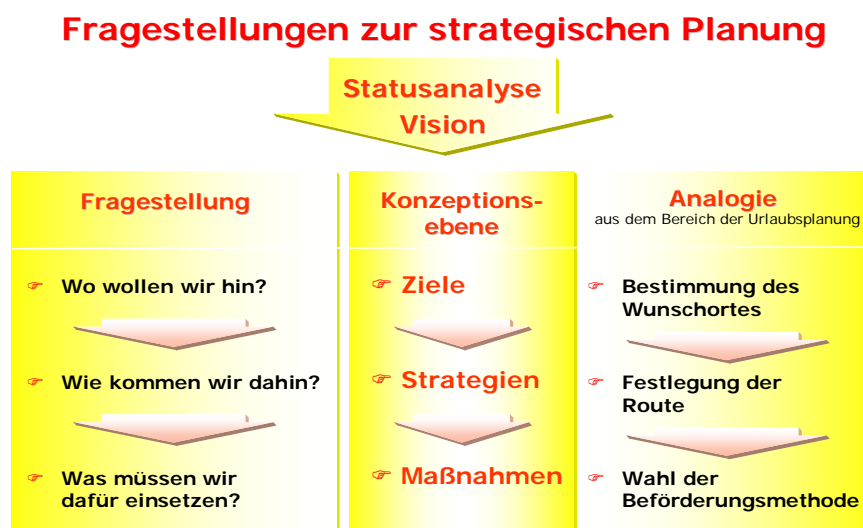 Fragestellungen zur strategischen Planung
Statusanalyse
Vision
Fragestellung
Wo wollen wir hin?
Wie kommen wir dahin?
Was müssen wir
dafür einsetzen?
Konzeptions-
ebene
Ziele
Strategien
Maßnahmen
Analogie
aus dem Bereich der Urlaubsplanung
Bestimmung des
Wunschortes
Festlegung der
Route
Wahl der
Beförderungsmethode